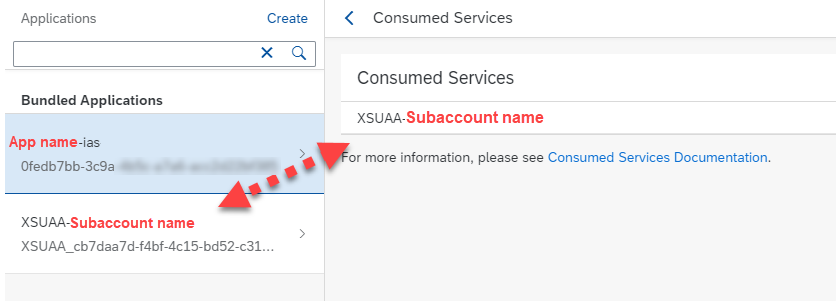 Applications
Create
Bundled Applications
App name-ias
0fedb7bb-3c9a
XSUAA-Subaccount name
XSUAA_cb7daa7d-f4bf-4c15-bd52-c31...
Consumed Services
Consumed Services
XSUAA-Subaccount name
For more information, please see Consumed Services Documentation.